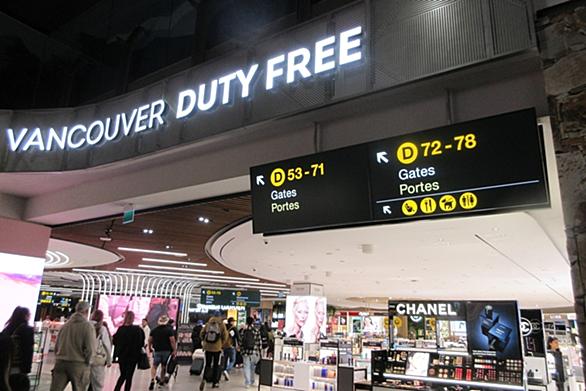 VANCOUVER DUTY FREE
D 53-71
Gates
Portes
D 72-78
Gates
Portes
CHANEL